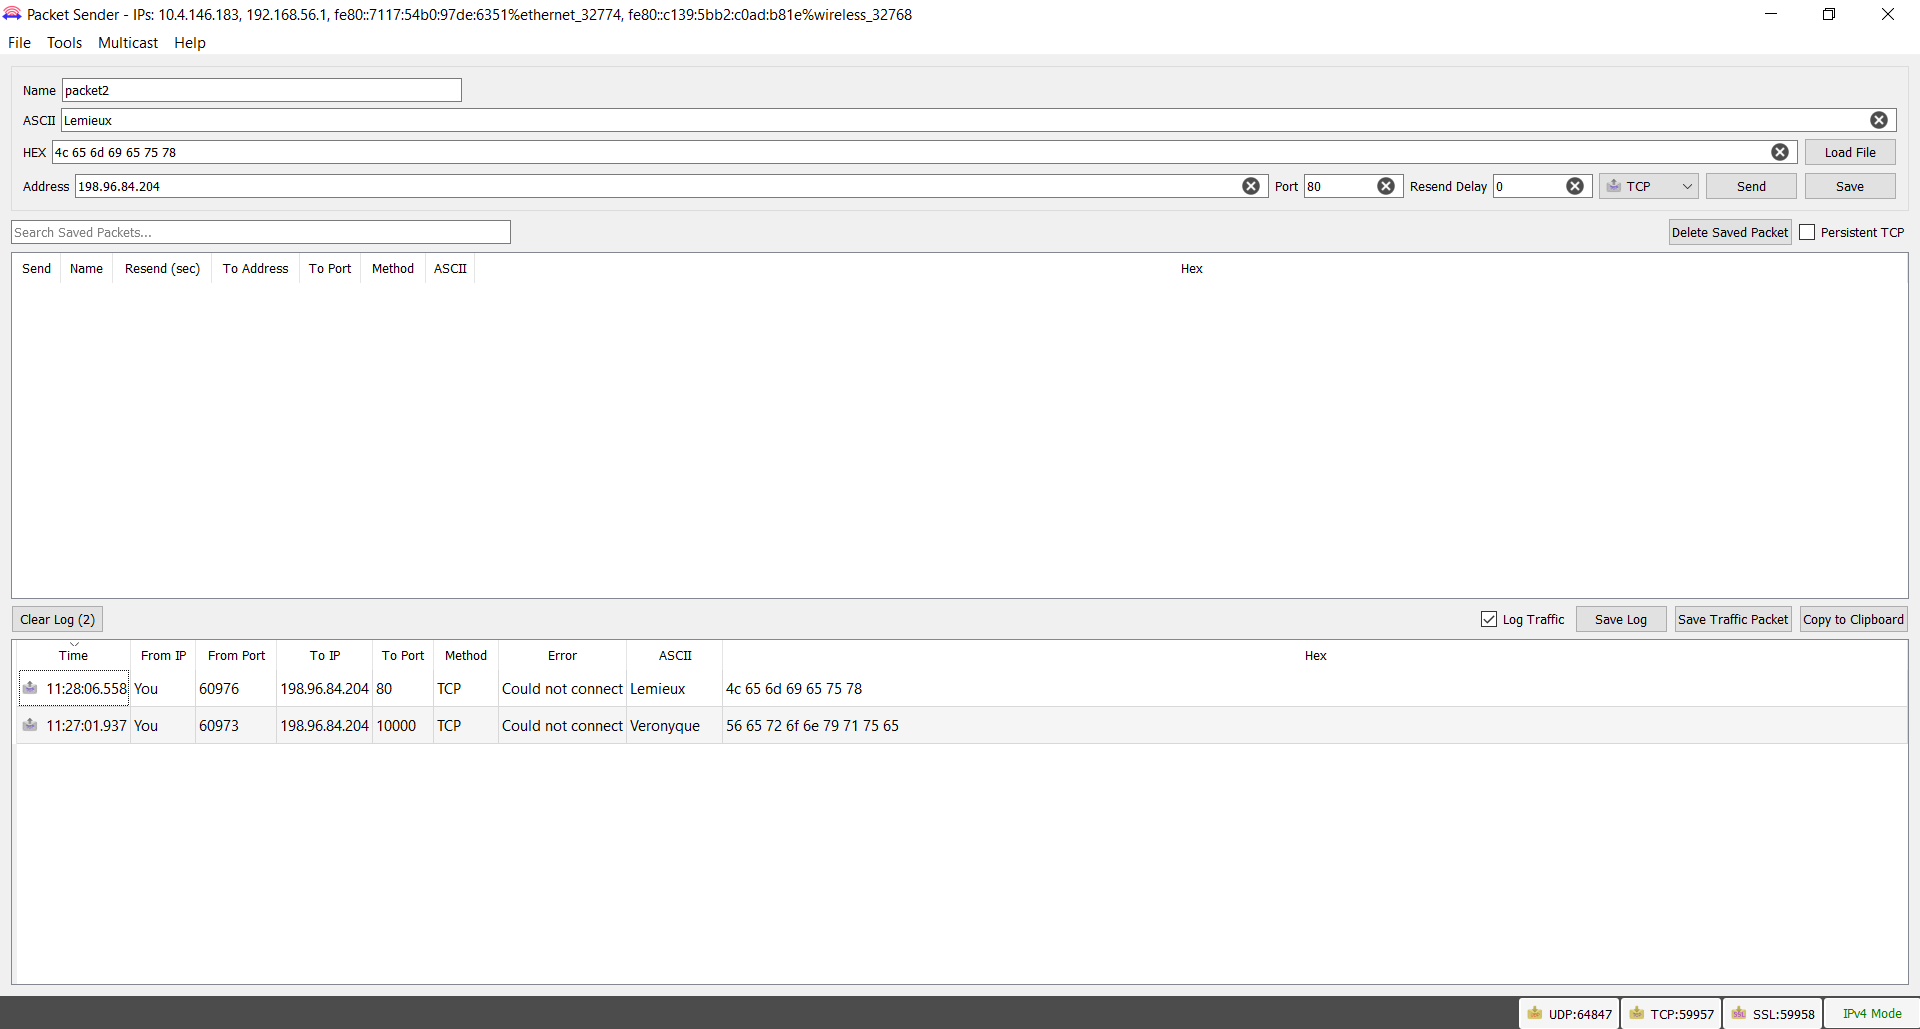 Packet Sender - IPs: 10.4.146.183, 192.168.56.1, fe80::7117:54b0:97de:6351%ethernet_32774, fe80::c139:5bb2:c0ad:b81e%wireless_32768
File Tools Multicast Help
Name packet2
ASCII Lemieux
HEX 4c 65 6d 69 65 75 78 Load File
Address 198.96.84.204 Port 80 Resend Delay 0 TCP Send Save
Search Saved Packets... Delete Saved Packet Persistent TCP
Send Name Resend (sec) To Address To Port Method ASCII Hex
Clear Log (2) Log Traffic Save Log Save Traffic Packet Copy to Clipboard
Time From IP From Port To IP To Port Method Error ASCII Hex
11:28:06.558 You 60976 198.96.84.204 80 TCP Could not connect Lemieux 4c 65 6d 69 65 75 78
11:27:01.937 You 60973 198.96.84.204 10000 TCP Could not connect Veronyque 56 65 72 6f 6e 79 71 75 65
UDP:64847 TCP:59957 SSL:59958 IPv4 Mode